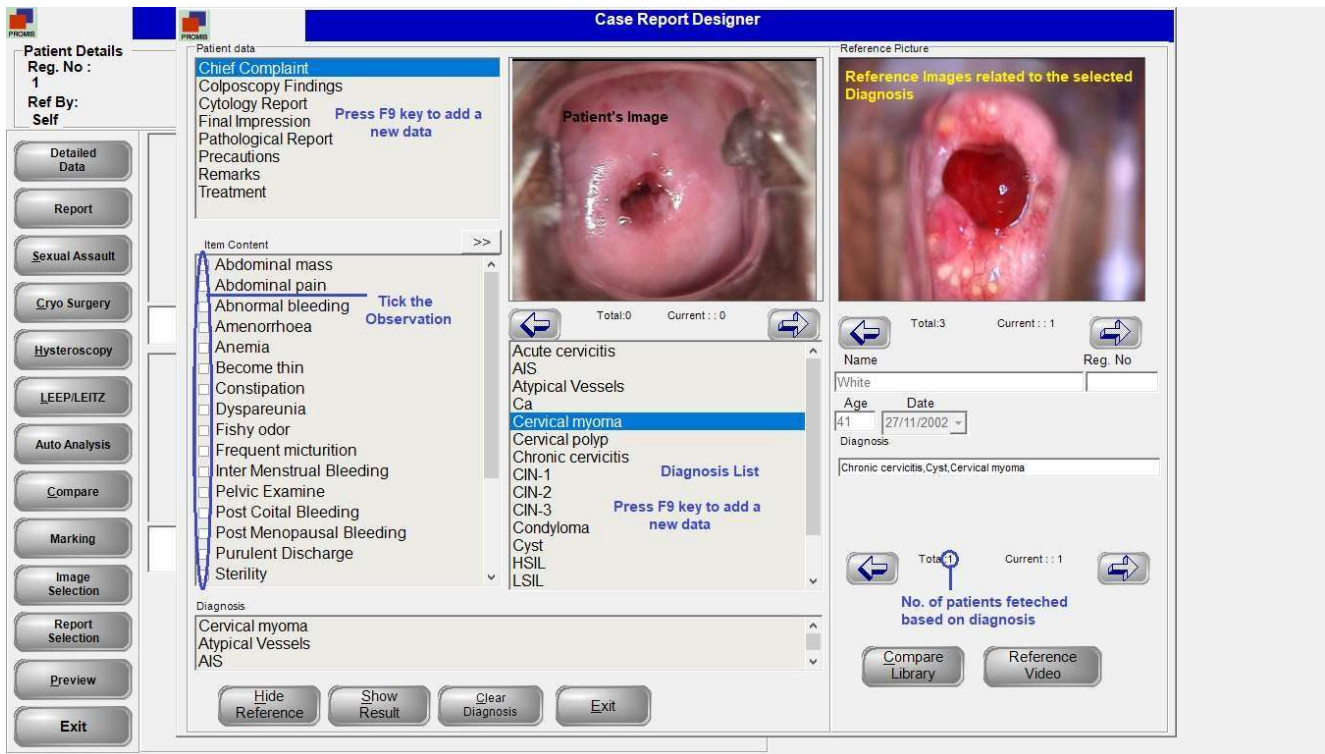 PROMIS
Patient Details
Reg. No :
1
Ref By:
Self
Detailed
Data
Report
Sexual Assault
Cryo Surgery
Hysteroscopy
LEEP/LEITZ
Auto Analysis
Compare
Marking
Image
Selection
Report
Selection
Preview
Exit
PROMIS
Case Report Designer
Patient data
Chief Complaint
Colposcopy Findings
Cytology Report
Final Impression
Pathological Report
Precautions
Remarks
Treatment
Press F9 key to add a
new data
Item Content
>>
Abdominal mass
Abdominal pain
Abnormal bleeding
Amenorrhoea
Anemia
Become thin
Constipation
Dyspareunia
Fishy odor
Frequent micturition
Inter Menstrual Bleeding
Pelvic Examine
Post Coital Bleeding
Post Menopausal Bleeding
Purulent Discharge
Sterility
Tick the
Observation
Patient's Image
Total:0 Current : : 0
Acute cervicitis
AIS
Atypical Vessels
Ca
Cervical myoma
Cervical polyp
Chronic cervicitis
CIN-1
CIN-2
CIN-3
Condyloma
Cyst
HSIL
LSIL
Diagnosis List
Press F9 key to add a
new data
Diagnosis
Cervical myoma
Atypical Vessels
AIS
Hide
Reference
Show
Result
Clear
Diagnosis
Exit
Reference Picture
Reference Images related to the selected
Diagnosis
Total:3 Current : : 1
Name Reg. No
White
Age Date
41 27/11/2002
Diagnosis
Chronic cervicitis,Cyst,Cervical myoma
Total:1 Current : : 1
No. of patients feteched
based on diagnosis
Compare
Library
Reference
Video